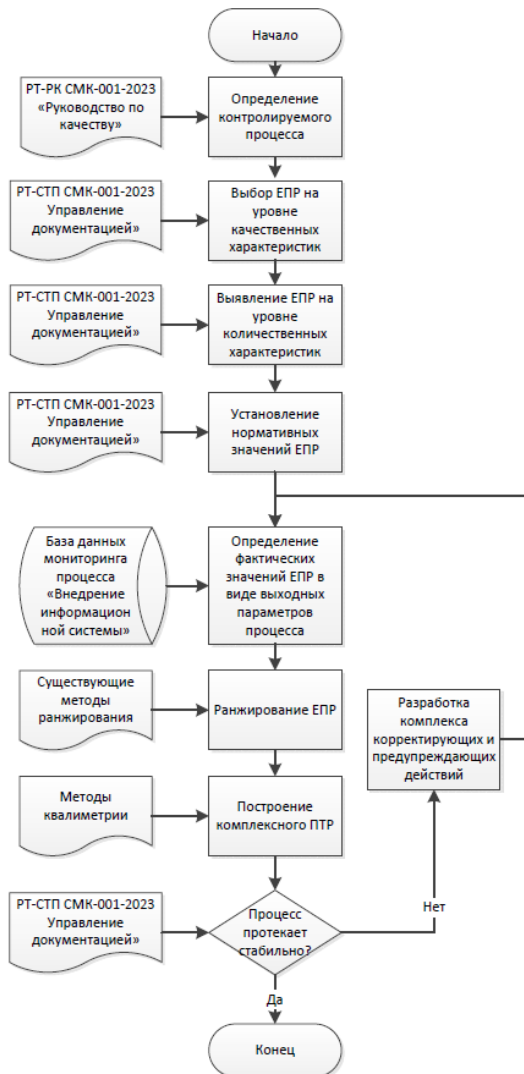 Начало
РТ-РК СМК-001-2023
«Руководство по
качеству»
Определение
контролируемого
процесса
РТ-СТП СМК-001-2023
Управление
документацией»
Выбор ЕПР на
уровне
качественных
характеристик
РТ-СТП СМК-001-2023
Управление
документацией»
Выявление ЕПР на
уровне
количественных
характеристик
РТ-СТП СМК-001-2023
Управление
документацией»
Установление
нормативных
значений ЕПР
База данных
мониторинга
процесса
«Внедрение
информацион
ной системы»
Определение
фактических
значений ЕПР в
виде выходных
параметров
процесса
Существующие
методы
ранжирования
Ранжирование ЕПР
Разработка
комплекса
корректирующих и
предупреждающих
действий
Методы
квалиметрии
Построение
комплексного ПТР
РТ-СТП СМК-001-2023
Управление
документацией»
Процесс
протекает
стабильно?
Нет
Да
Конец